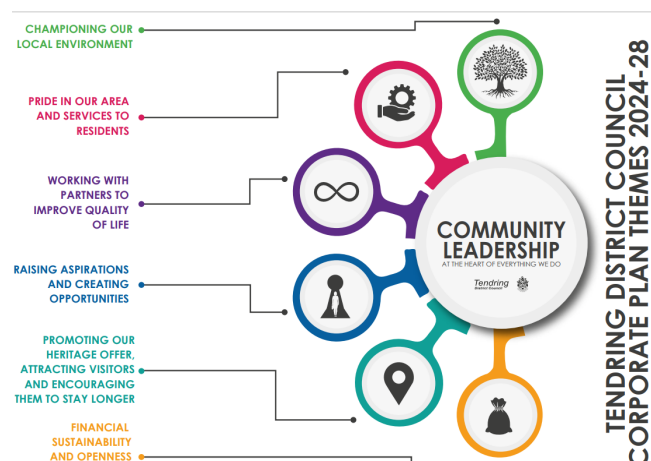 CHAMPIONING OUR
LOCAL ENVIRONMENT
PRIDE IN OUR AREA
AND SERVICES TO
RESIDENTS
WORKING WITH
PARTNERS TO
IMPROVE QUALITY
OF LIFE
RAISING ASPIRATIONS
AND CREATING
OPPORTUNITIES
PROMOTING OUR
HERITAGE OFFER,
ATTRACTING VISITORS
AND ENCOURAGING
THEM TO STAY LONGER
FINANCIAL
SUSTAINABILITY
AND OPENNESS
COMMUNITY
LEADERSHIP
AT THE HEART OF EVERYTHING WE DO
Tendring
District Council
TENDRING DISTRICT COUNCIL
CORPORATE PLAN THEMES 2024-28